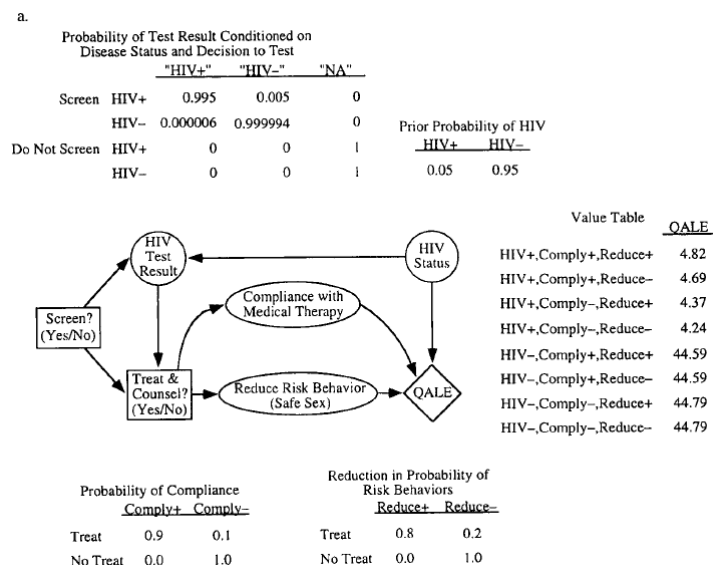 a.
Probability of Test Result Conditioned on
Disease Status and Decision to Test
"HIV+" "HIV–" "NA"
Screen HIV+ 0.995 0.005 0
HIV– 0.000006 0.999994 0
Do Not Screen HIV+ 0 0 1
HIV– 0 0 1
Prior Probability of HIV
HIV+ HIV–
0.05 0.95
HIV
Test
Result
HIV
Status
Screen?
(Yes/No)
Compliance with
Medical Therapy
Treat &
Counsel?
(Yes/No)
Reduce Risk Behavior
(Safe Sex)
QALE
Value Table
QALE
HIV+,Comply+,Reduce+ 4.82
HIV+,Comply+,Reduce– 4.69
HIV+,Comply–,Reduce+ 4.37
HIV+,Comply–,Reduce– 4.24
HIV–,Comply+,Reduce+ 44.59
HIV–,Comply+,Reduce– 44.59
HIV–,Comply–,Reduce+ 44.79
HIV–,Comply–,Reduce– 44.79
Probability of Compliance
Comply+ Comply–
Treat 0.9 0.1
No Treat 0.0 1.0
Reduction in Probability of
Risk Behaviors
Reduce+ Reduce–
Treat 0.8 0.2
No Treat 0.0 1.0